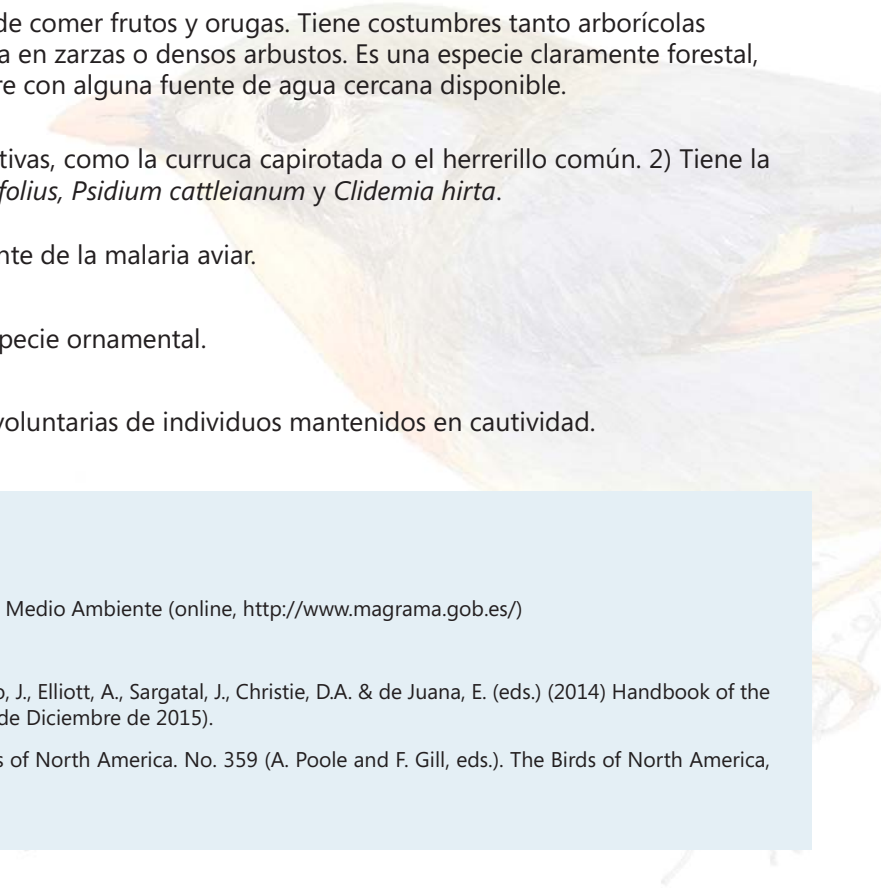 de comer frutos y orugas. Tiene costumbres tanto arborícolas
a en zarzas o densos arbustos. Es una especie claramente forestal,
re con alguna fuente de agua cercana disponible.
tivas, como la curruca capirotada o el herrerillo común. 2) Tiene la
folius, Psidium cattleianum y Clidemia hirta.
nte de la malaria aviar.
specie ornamental.
voluntarias de individuos mantenidos en cautividad.
Medio Ambiente (online, http://www.magrama.gob.es/)
o, J., Elliott, A., Sargatal, J., Christie, D.A. & de Juana, E. (eds.) (2014) Handbook of the
de Diciembre de 2015).
s of North America. No. 359 (A. Poole and F. Gill, eds.). The Birds of North America,